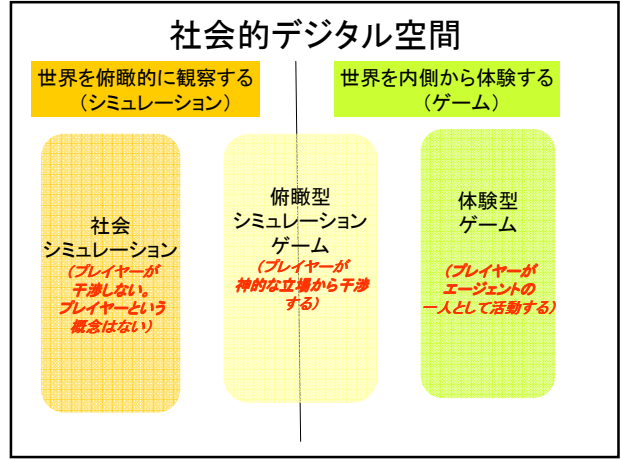 社会的デジタル空間
世界を俯瞰的に観察する
（シミュレーション）
世界を内側から体験する
（ゲーム）
社会
シミュレーション
（プレイヤーが
干渉しない。
プレイヤーという
概念はない）
俯瞰型
シミュレーション
ゲーム
（プレイヤーが
神的な立場から干渉
する）
体験型
ゲーム
（プレイヤーが
エージェントの
一人として活動する）